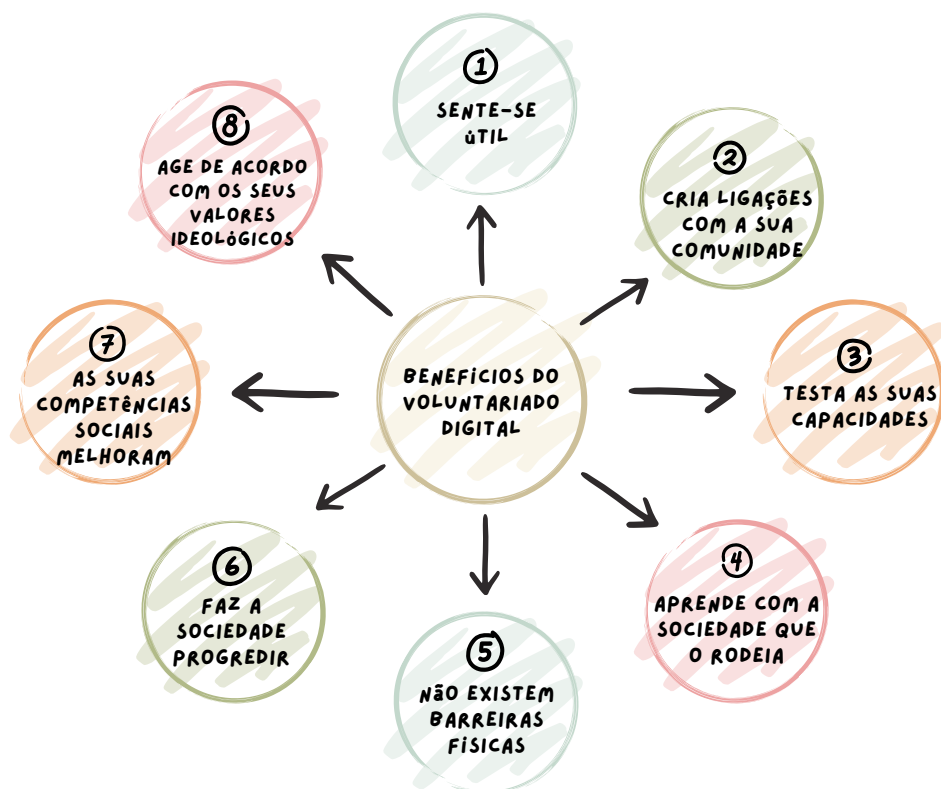 BENEFÍCIOS DO
VOLUNTARIADO
DIGITAL
1
SENTE-SE
ÚTIL
2
CRIA LIGAÇÕES
COM A SUA
COMUNIDADE
3
TESTA AS SUAS
CAPACIDADES
4
APRENDE COM A
SOCIEDADE QUE
O RODEIA
5
NÃO EXISTEM
BARREIRAS
FÍSICAS
6
FAZ A
SOCIEDADE
PROGREDIR
7
AS SUAS
COMPETÊNCIAS
SOCIAIS
MELHORAM
8
AGE DE ACORDO
COM OS SEUS
VALORES
IDEOLÓGICOS